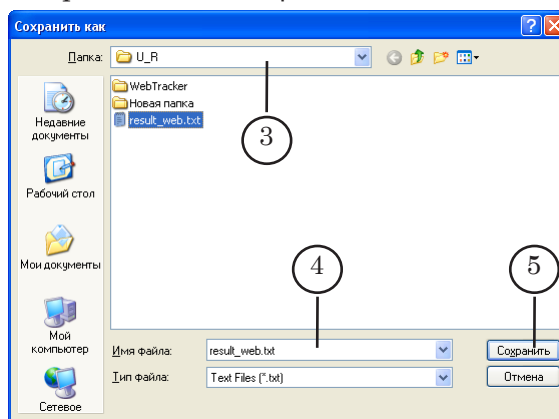 Сохранить как
Папка: U_R
WebTracker
Новая папка
result_web.txt
3
Недавние
документы
Рабочий стол
Мои документы
4
5
Мой
компьютер
Имя файла: result_web.txt Сохранить
Тип файла: Text Files (*.txt) Отмена
Сетевое